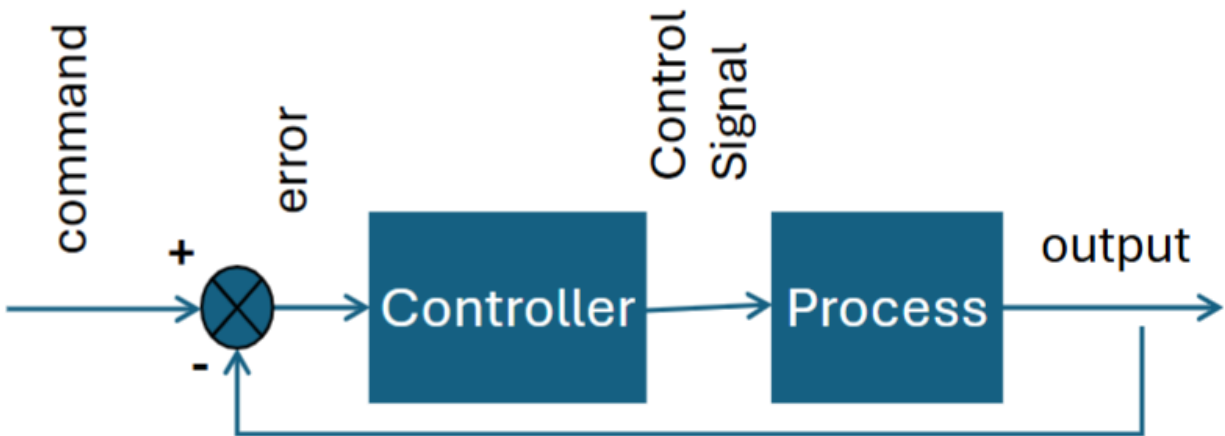 command
+
-
error
Controller
Control
Signal
Process
output